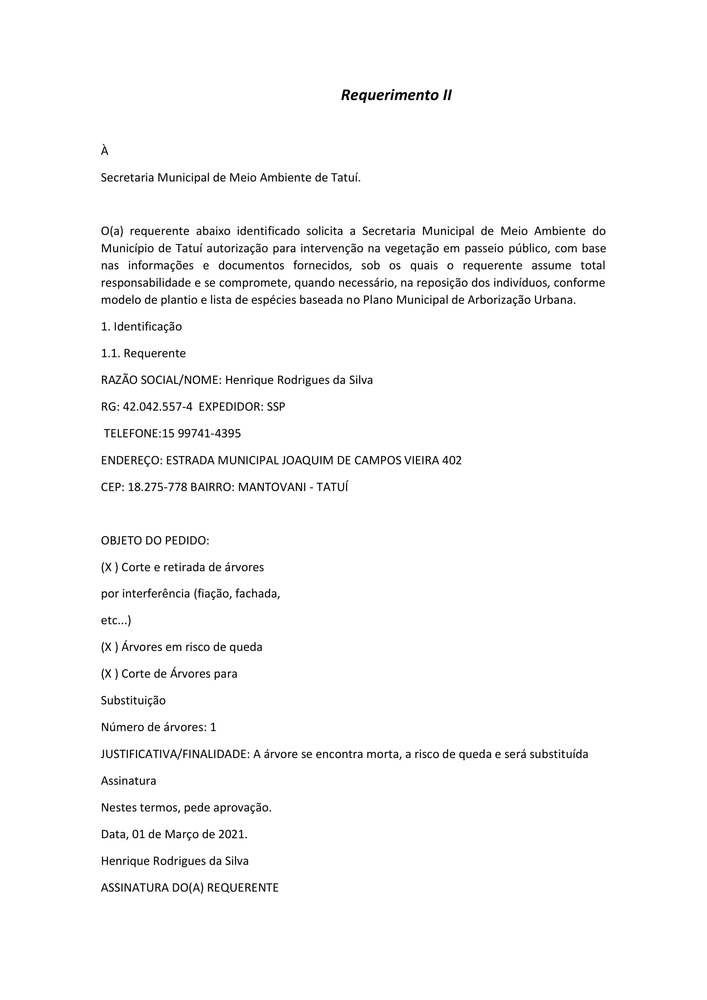 Requerimento II
À
Secretaria Municipal de Meio Ambiente de Tatuí.
O(a) requerente abaixo identificado solicita a Secretaria Municipal de Meio Ambiente do
Município de Tatuí autorização para intervenção na vegetação em passeio público, com base
nas informações e documentos fornecidos, sob os quais o requerente assume total
responsabilidade e se compromete, quando necessário, na reposição dos indivíduos, conforme
modelo de plantio e lista de espécies baseada no Plano Municipal de Arborização Urbana.
1. Identificação
1.1. Requerente
RAZÃO SOCIAL/NOME: Henrique Rodrigues da Silva
RG: 42.042.557-4 EXPEDIDOR: SSP
TELEFONE:15 99741-4395
ENDEREÇO: ESTRADA MUNICIPAL JOAQUIM DE CAMPOS VIEIRA 402
CEP: 18.275-778 BAIRRO: MANTOVANI - TATUÍ
OBJETO DO PEDIDO:
(X ) Corte e retirada de árvores
por interferência (fiação, fachada,
etc...)
(X ) Árvores em risco de queda
(X ) Corte de Árvores para
Substituição
Número de árvores: 1
JUSTIFICATIVA/FINALIDADE: A árvore se encontra morta, a risco de queda e será substituída
Assinatura
Nestes termos, pede aprovação.
Data, 01 de Março de 2021.
Henrique Rodrigues da Silva
ASSINATURA DO(A) REQUERENTE